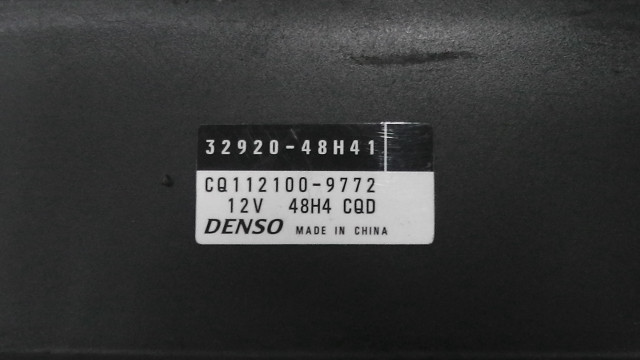 32920-48H41
CQ112100-9772
12V 48H4 CQD
DENSO MADE IN CHINA